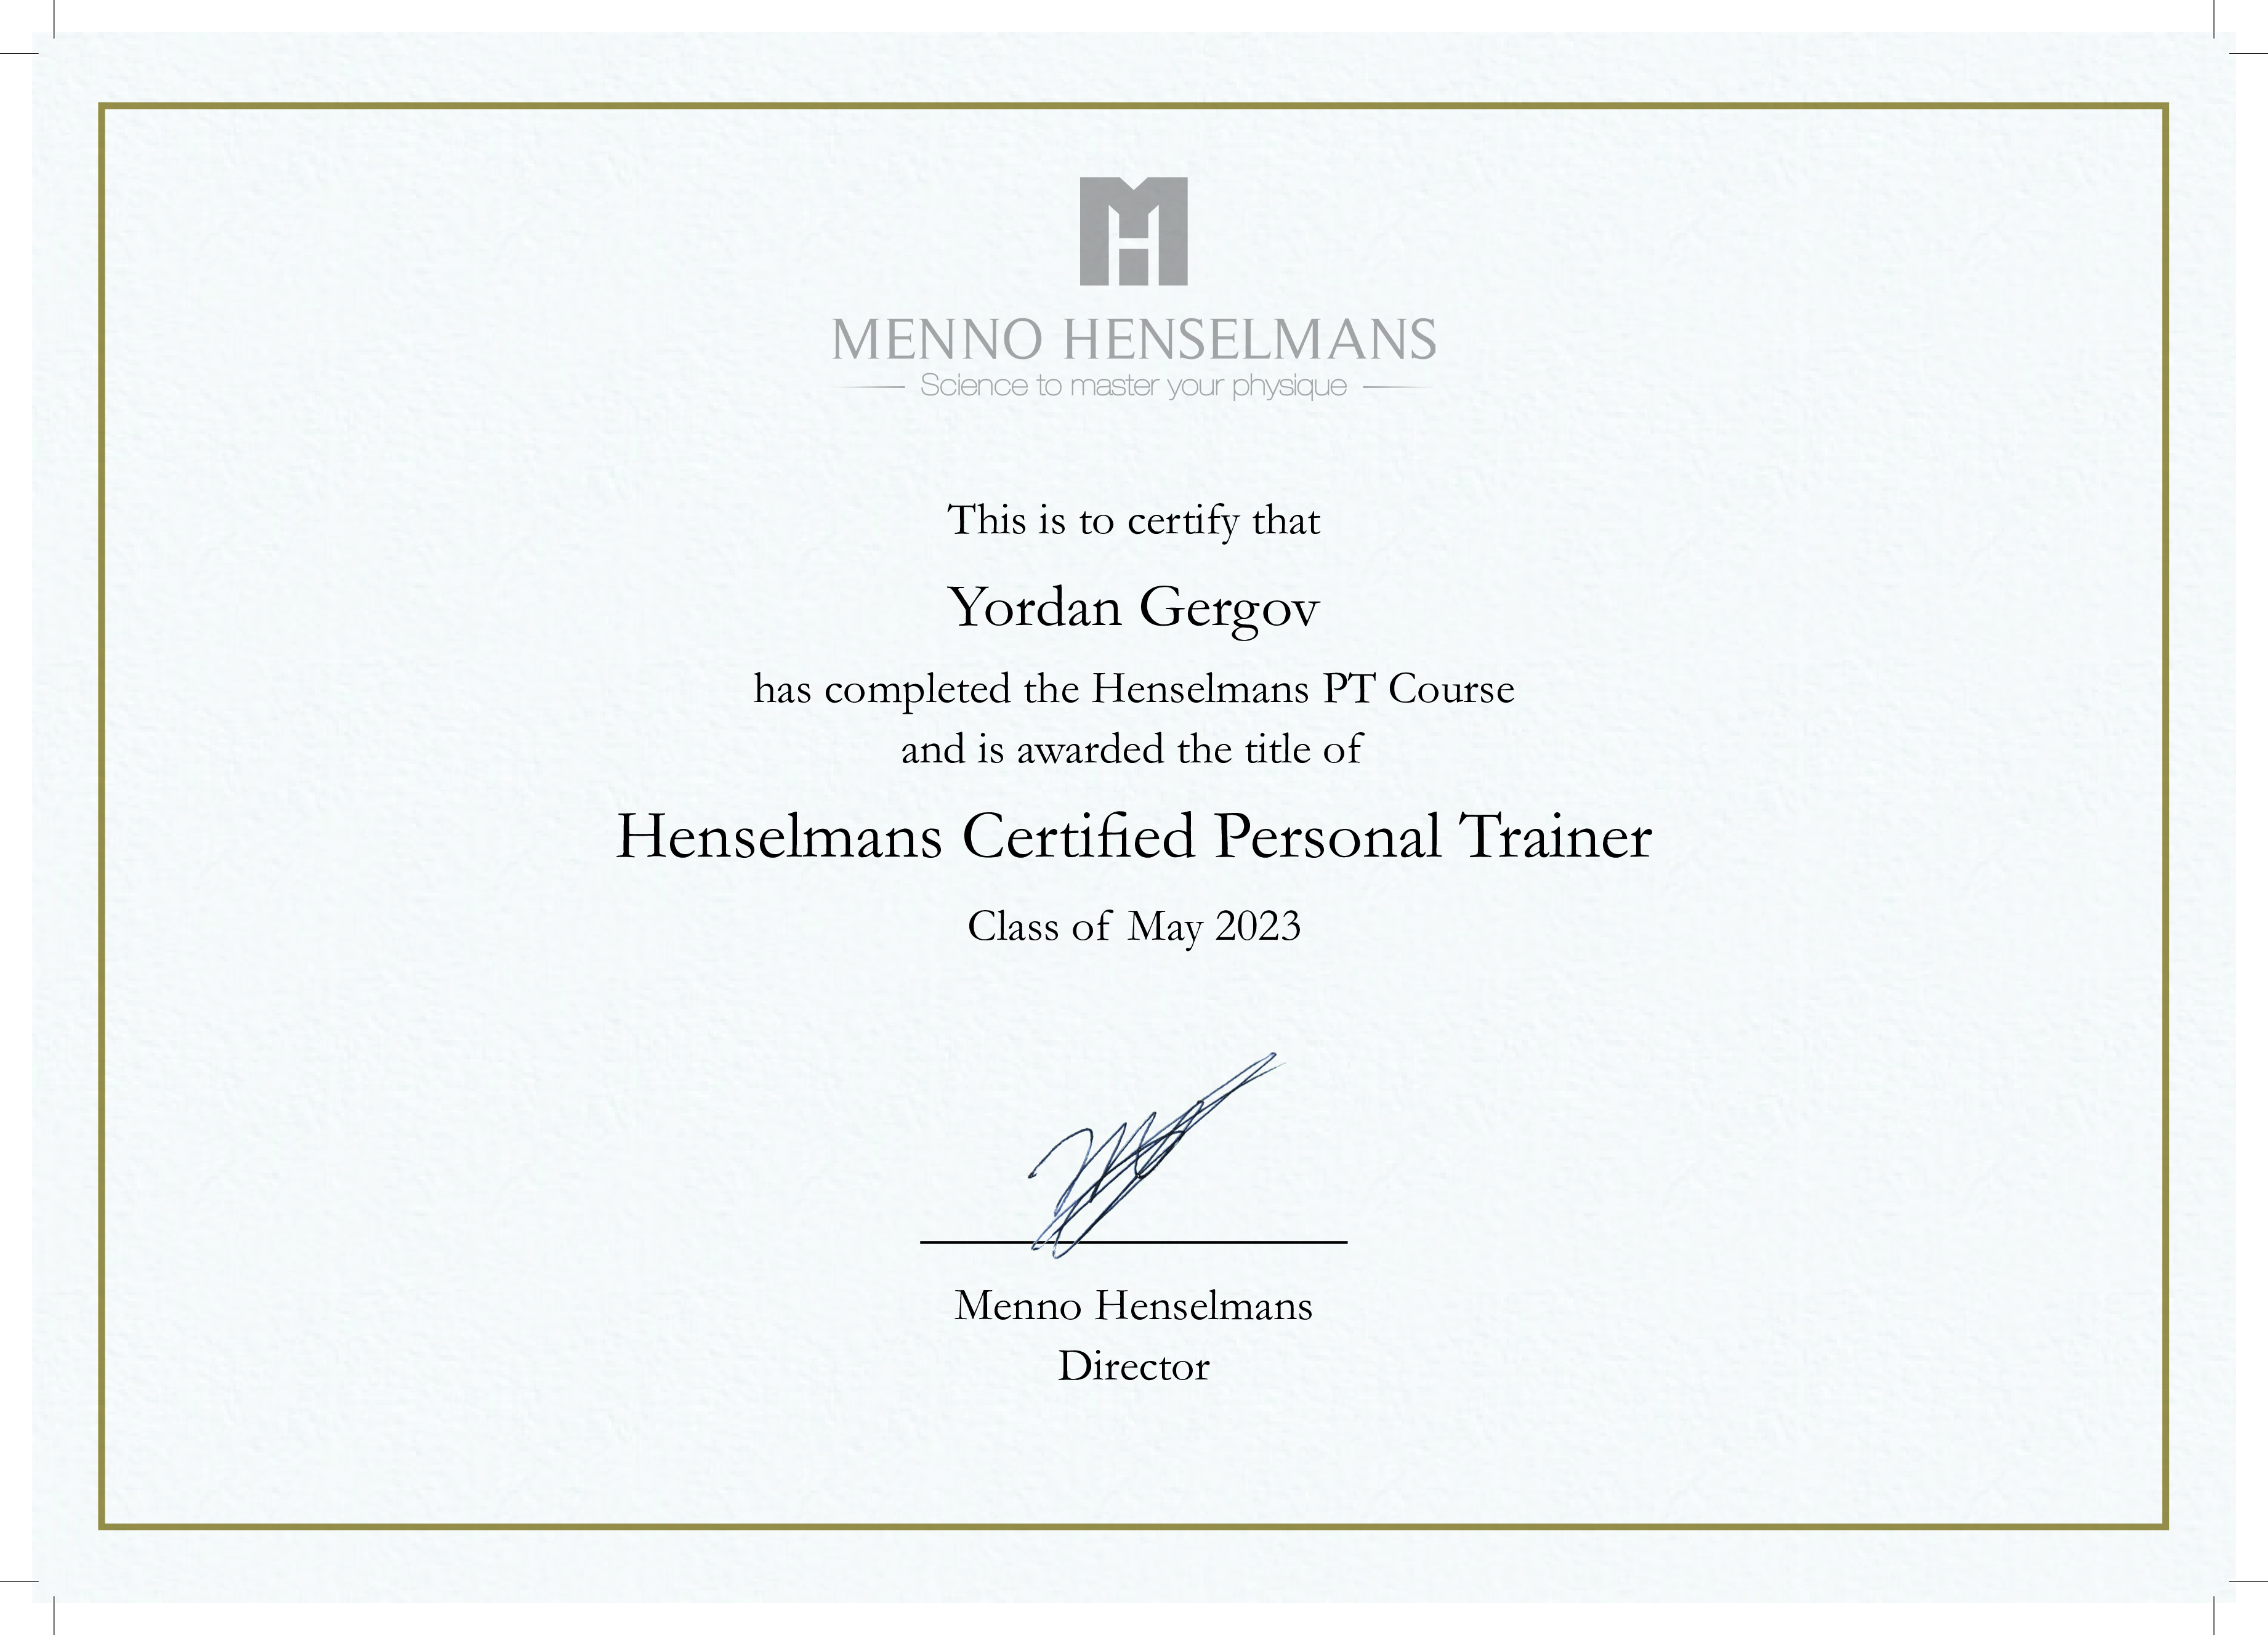 MENNO HENSELMANS
Science to master your physique
This is to certify that
Yordan Gergov
has completed the Henselmans PT Course
and is awarded the title of
Henselmans Certified Personal Trainer
Class of May 2023
Menno Henselmans
Director